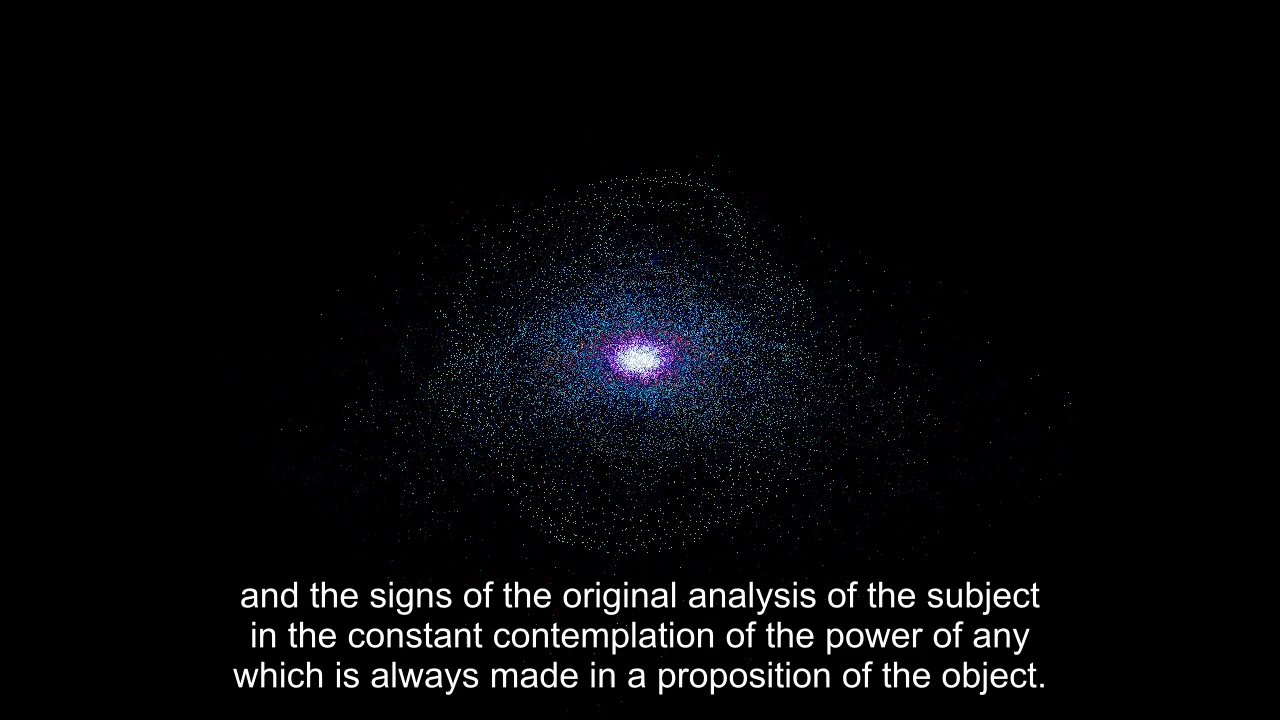 and the signs of the original analysis of the subject
in the constant contemplation of the power of any
which is always made in a proposition of the object.